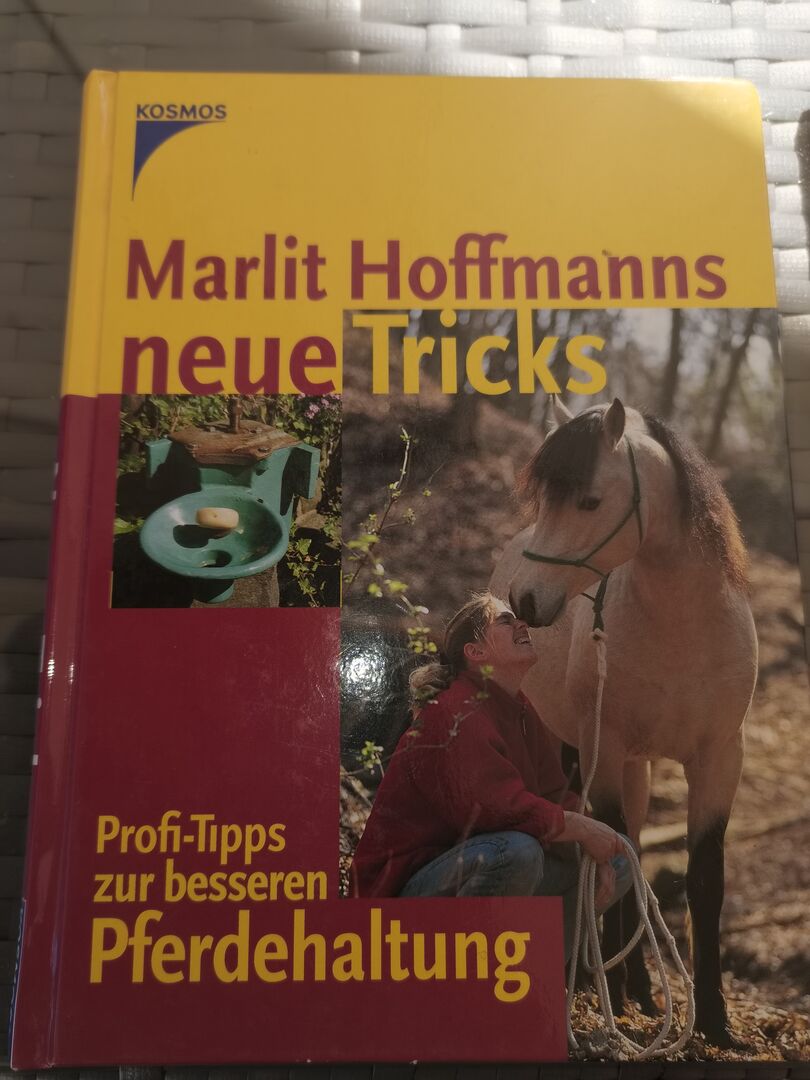 KOSMOS
Marlit Hoffmanns
neue Tricks
Profi-Tipps
zur besseren
Pferdehaltung